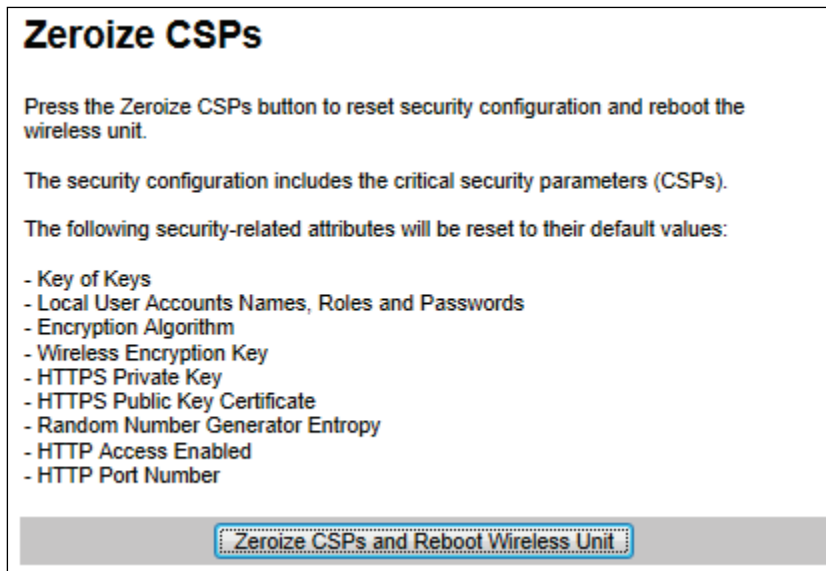 Zeroize CSPs
Press the Zeroize CSPs button to reset security configuration and reboot the
wireless unit.
The security configuration includes the critical security parameters (CSPs).
The following security-related attributes will be reset to their default values:
- Key of Keys
- Local User Accounts Names, Roles and Passwords
- Encryption Algorithm
- Wireless Encryption Key
- HTTPS Private Key
- HTTPS Public Key Certificate
- Random Number Generator Entropy
- HTTP Access Enabled
- HTTP Port Number
Zeroize CSPs and Reboot Wireless Unit